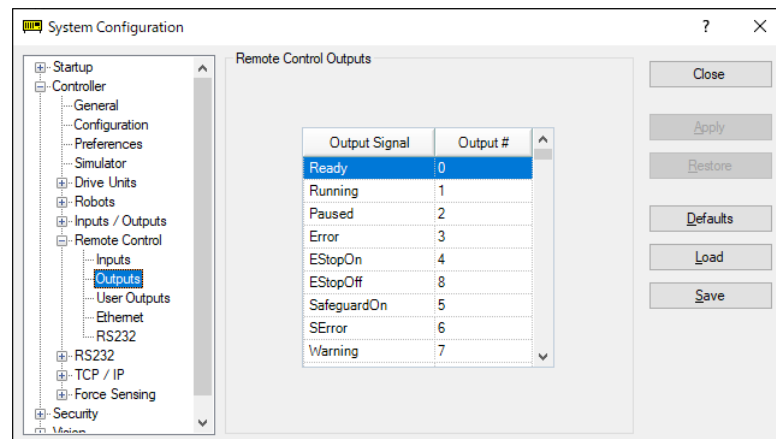 System Configuration
?
Startup
Controller
General
Configuration
Preferences
Simulator
Drive Units
Robots
Inputs / Outputs
Remote Control
Inputs
Outputs
User Outputs
Ethernet
RS232
RS232
TCP / IP
Force Sensing
Security
Vision
Remote Control Outputs
Output Signal Output #
Ready 0
Running 1
Paused 2
Error 3
EStopOn 4
EStopOff 8
SafeguardOn 5
SError 6
Warning 7
Close
Apply
Restore
Defaults
Load
Save